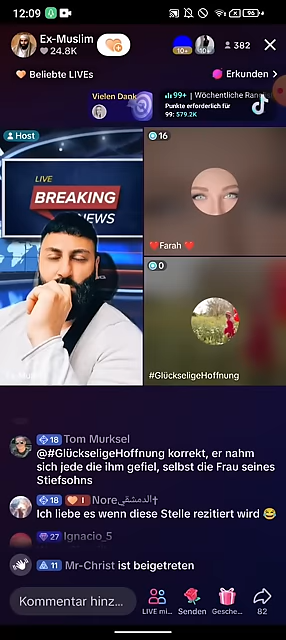 12:09
Ex-Muslim
24.8K
382
Beliebte LIVEs
Erkunden >
Vielen Dank
99+ | Wöchentliche Rang
Punkte erforderlich für
99: 579.2K
10+
10
Host
16
LIVE
BREAKING
NEWS
Farah
0
#GlückseligeHoffnung
18 Tom Murksel
@#GlückseligeHoffnung korrekt, er nahm
sich jede die ihm gefiel, selbst die Frau seines
Stiefsohns
18 I Nore الدمشقي
Ich liebe es wenn diese Stelle rezitiert wird 😂
27 Ignacio_5
11 Mr-Christ ist beigetreten
Kommentar hinz...
LIVE mi...
Senden
Gesche...
82